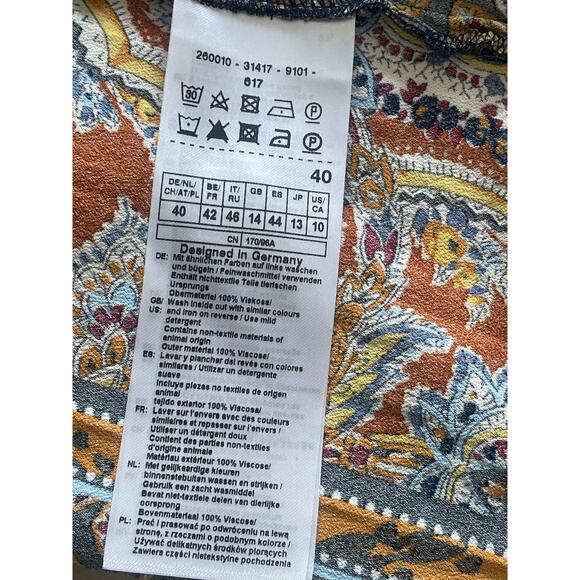 260010 - 31417 - 9101 -
617
40
DE/NL/ BE/ IT/ GB ES JP US/
CH/AT/PL FR RU CA
40 42 46 14 44 13 10
CN 170/96A
Designed in Germany
DE: Mit ähnlichen Farben auf links waschen
und bügeln / Feinwaschmittel verwenden
Enthält nichttextile Teile tierischen
Ursprungs
Obermaterial 100% Viskose/
GB/ Wash inside out with similar colours
US: and iron on reverse / Use mild
detergent
Contains non-textile materials of
animal origin
Outer material 100% Viscose/
ES: Lavar y planchar del revés con colores
similares / Utilizar un detergente
suave
Incluye piezas no textiles de origen
animal
tejido exterior 100% Viscosa/
FR: Laver sur l'envers avec des couleurs
similaires et repasser sur l'envers /
Utiliser un détergent doux
Contient des parties non-textiles
d'origine animale
Matériau extérieur 100% Viscose/
NL: Met gelijkaardige kleuren
binnenstebuiten wassen en strijken /
Gebruik een zacht wasmiddel
Bevat niet-textiele delen van dierlijke
oorsprong
Bovenmateriaal 100% Viscose/
PL: Prać i prasować po odwróceniu na lewą
stronę, z rzeczami o podobnym kolorze /
Używać delikatnych środków piorących
Zawiera części nietekstylne pochodzenia